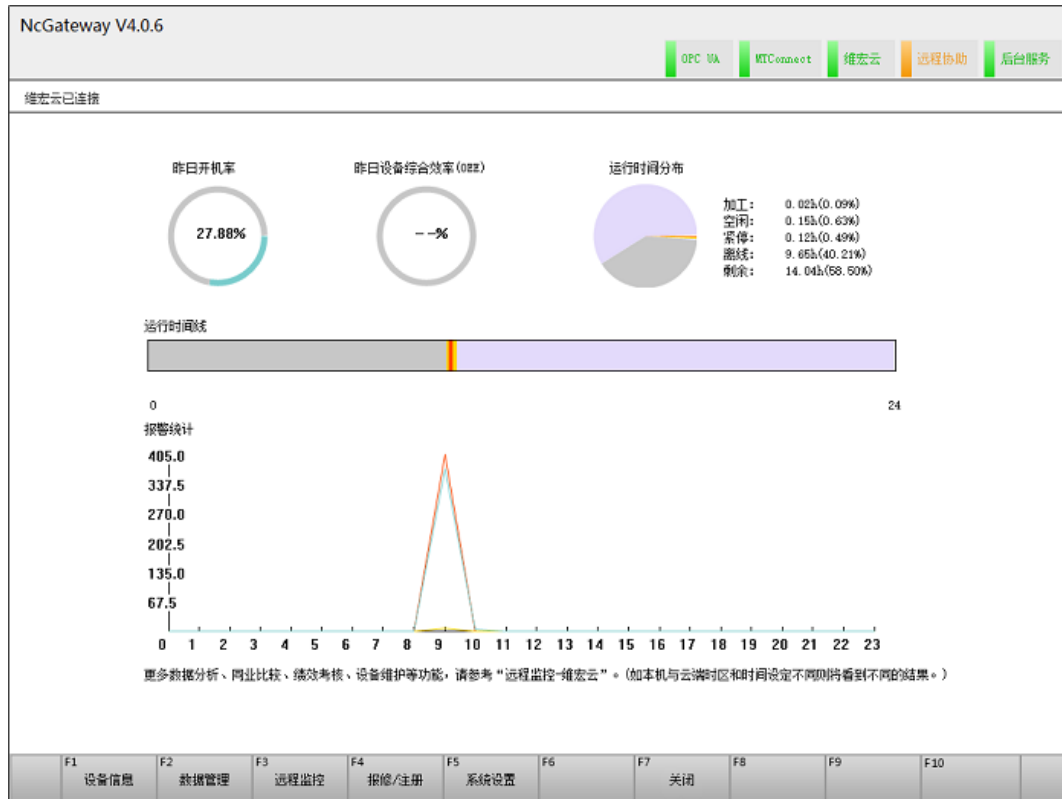 NcGateway V4.0.6
OPC UA MTConnect 维宏云 远程协助 后台服务
维宏云已连接
昨日开机率 昨日设备综合效率(OEE) 运行时间分布
27.88% --%
加工: 0.02h(0.09%)
空闲: 0.15h(0.63%)
紧停: 0.12h(0.49%)
离线: 9.65h(40.21%)
剩余: 14.04h(58.50%)
运行时间线
0 24
报警统计
405.0
337.5
270.0
202.5
135.0
67.5
0 1 2 3 4 5 6 7 8 9 10 11 12 13 14 15 16 17 18 19 20 21 22 23
更多数据分析、同业比较、绩效考核、设备维护等功能，请参考“远程监控-维宏云”。(如本机与云端时区和时间设定不同则将看到不同的结果。)
F1 设备信息 F2 数据管理 F3 远程监控 F4 报修/注册 F5 系统设置 F6 F7 关闭 F8 F9 F10